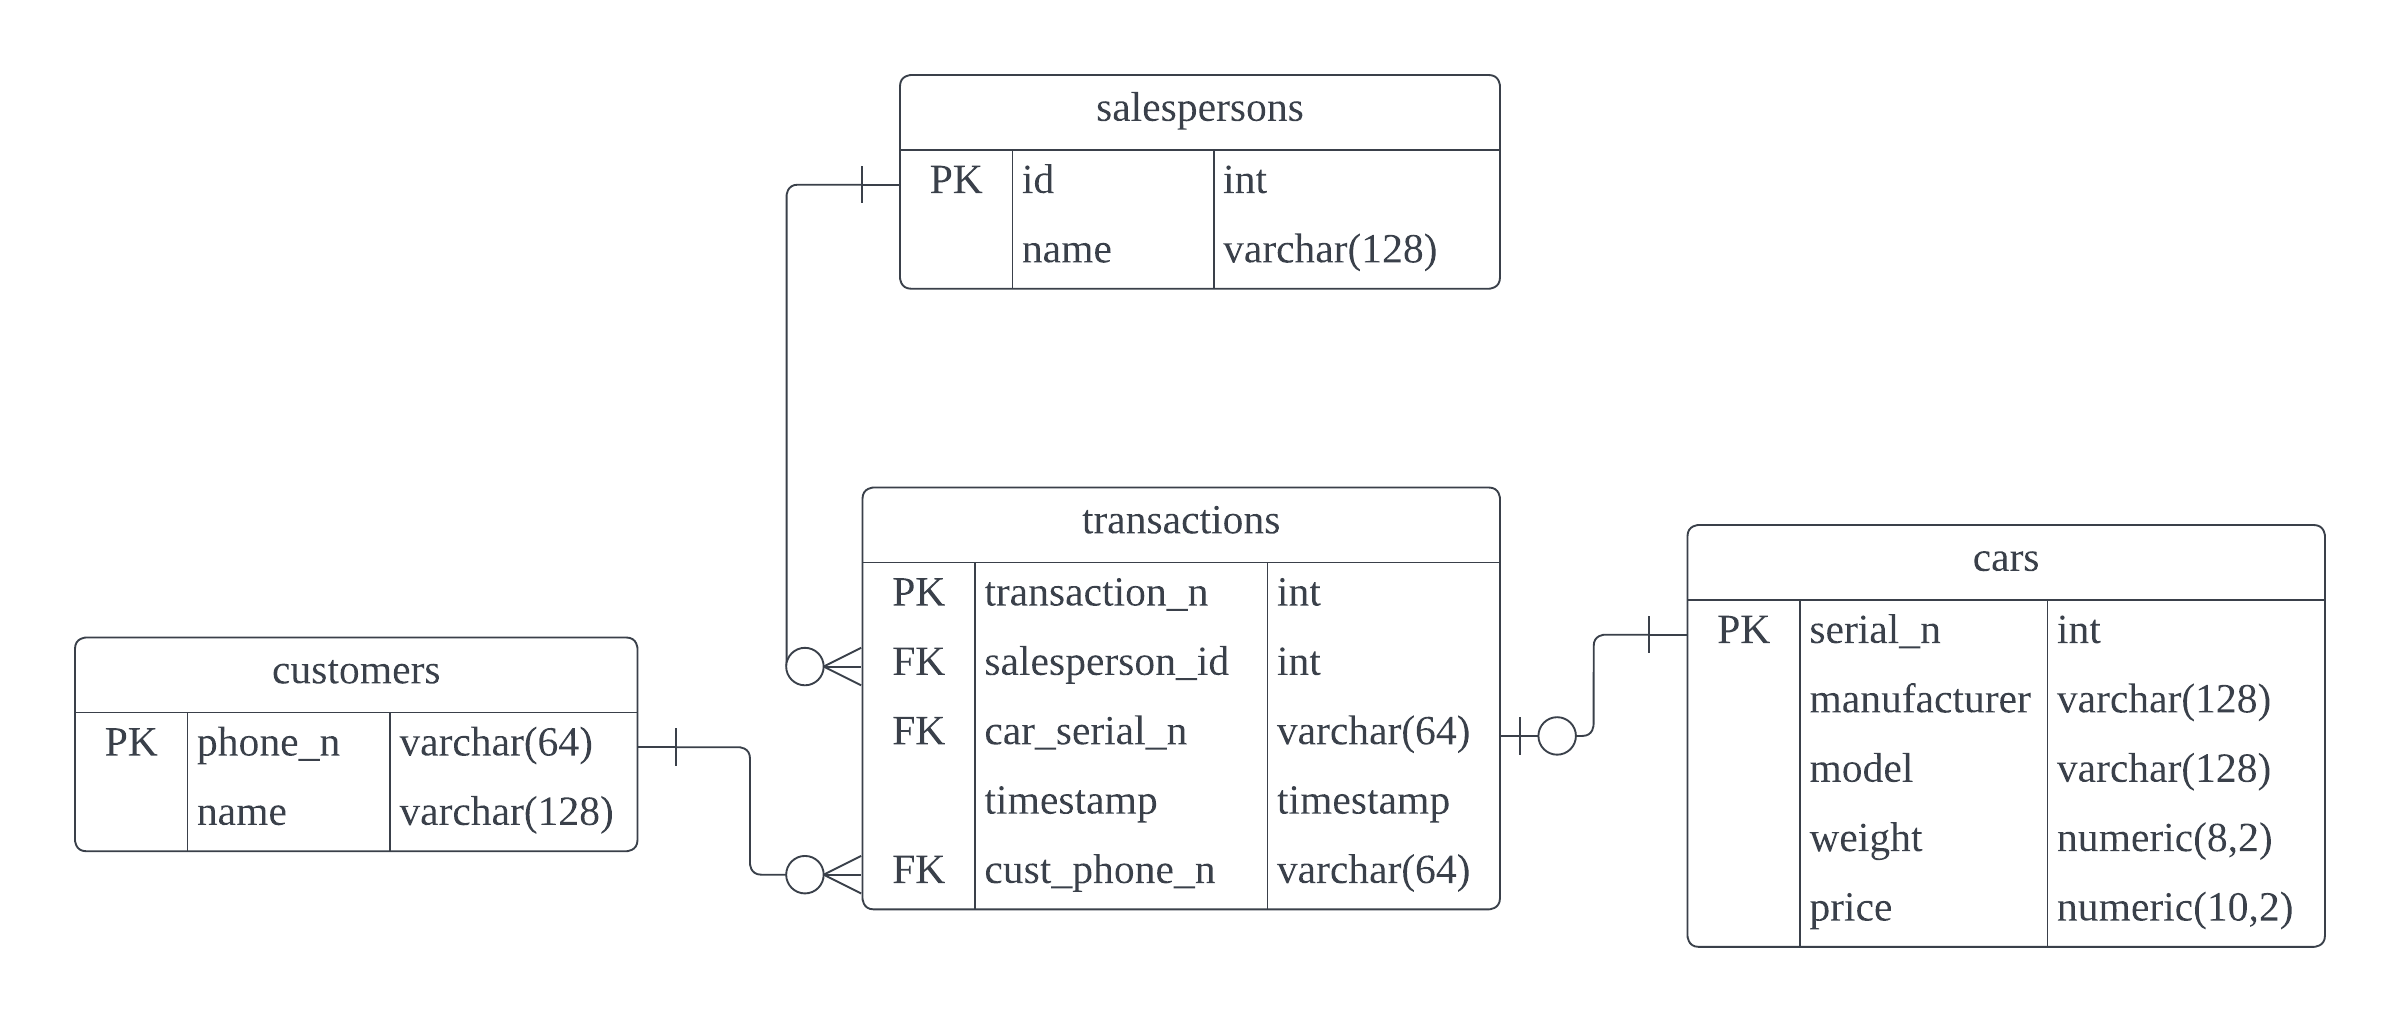 salespersons
PK id int
name varchar(128)
transactions
PK transaction_n int
FK salesperson_id int
FK car_serial_n varchar(64)
timestamp timestamp
FK cust_phone_n varchar(64)
customers
PK phone_n varchar(64)
name varchar(128)
cars
PK serial_n int
manufacturer varchar(128)
model varchar(128)
weight numeric(8,2)
price numeric(10,2)